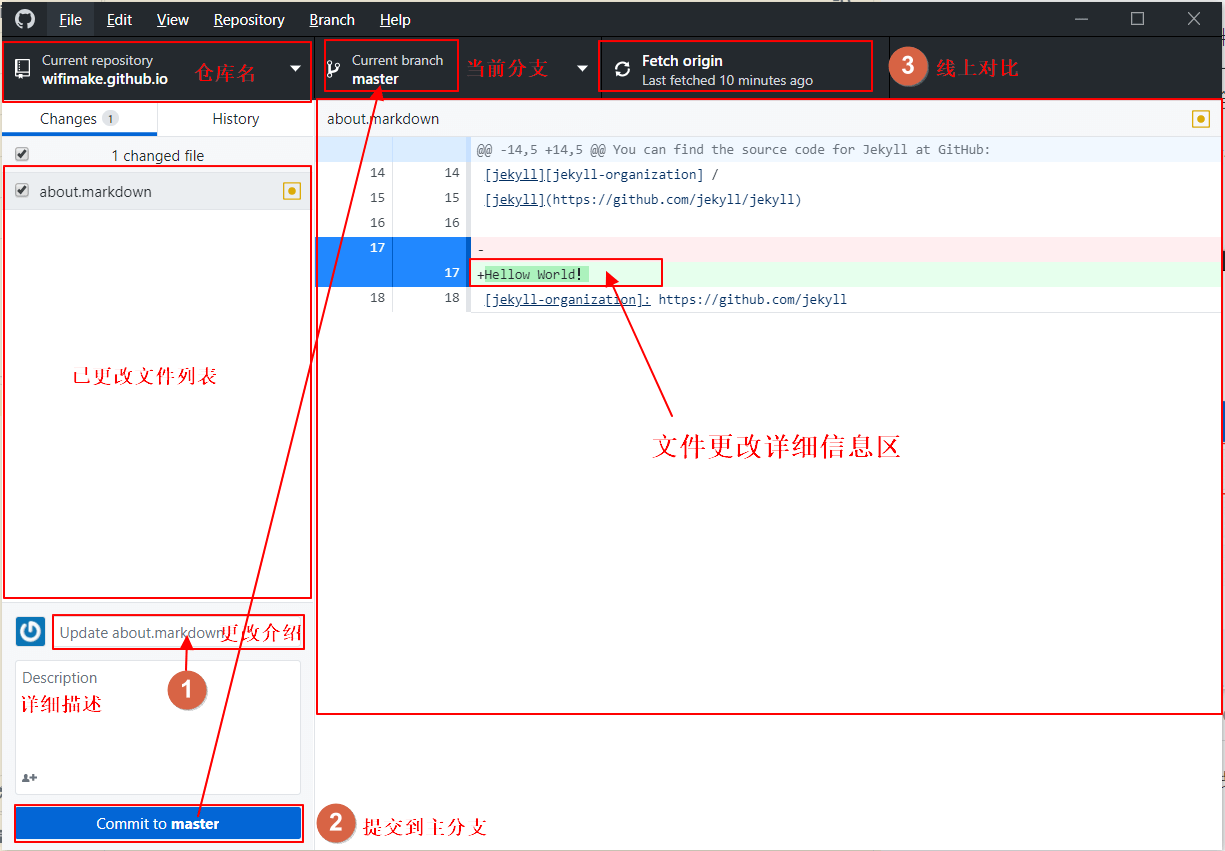 File Edit View Repository Branch Help
Current repository
wifimake.github.io
仓库名
Current branch
master
当前分支
Fetch origin
Last fetched 10 minutes ago
3 线上对比
Changes 1 History
about.markdown
1 changed file
about.markdown
@@ -14,5 +14,5 @@ You can find the source code for Jekyll at GitHub:
14 14 [jekyll][jekyll-organization] /
15 15 [jekyll](https://github.com/jekyll/jekyll)
16 16
17 -
17 +Hellow World!
18 18 [jekyll-organization]: https://github.com/jekyll
已更改文件列表
文件更改详细信息区
Update about.markdown 更改介绍
1
Description
详细描述
Commit to master
2 提交到主分支